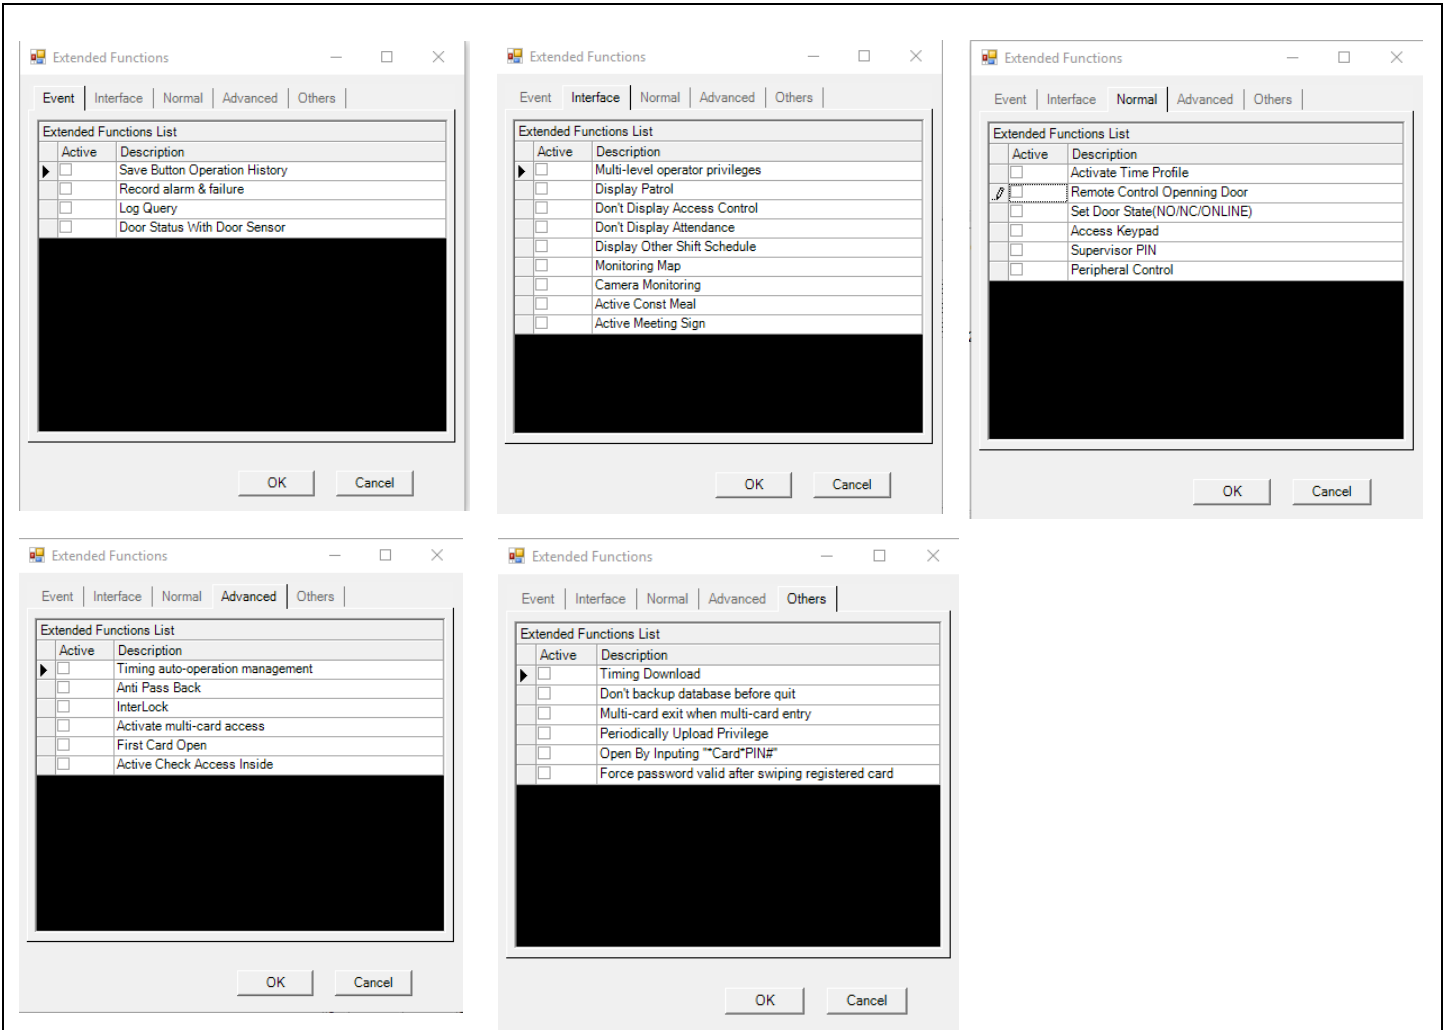 Extended Functions
Event Interface Normal Advanced Others
Extended Functions List
Active Description
Save Button Operation History
Record alarm & failure
Log Query
Door Status With Door Sensor
OK Cancel
Extended Functions
Event Interface Normal Advanced Others
Extended Functions List
Active Description
Multi-level operator privileges
Display Patrol
Don't Display Access Control
Don't Display Attendance
Display Other Shift Schedule
Monitoring Map
Camera Monitoring
Active Const Meal
Active Meeting Sign
OK Cancel
Extended Functions
Event Interface Normal Advanced Others
Extended Functions List
Active Description
Activate Time Profile
Remote Control Openning Door
Set Door State(NO/NC/ONLINE)
Access Keypad
Supervisor PIN
Peripheral Control
OK Cancel
Extended Functions
Event Interface Normal Advanced Others
Extended Functions List
Active Description
Timing auto-operation management
Anti Pass Back
InterLock
Activate multi-card access
First Card Open
Active Check Access Inside
OK Cancel
Extended Functions
Event Interface Normal Advanced Others
Extended Functions List
Active Description
Timing Download
Don't backup database before quit
Multi-card exit when multi-card entry
Periodically Upload Privilege
Open By Inputing "*Card*PIN#"
Force password valid after swiping registered card
OK Cancel